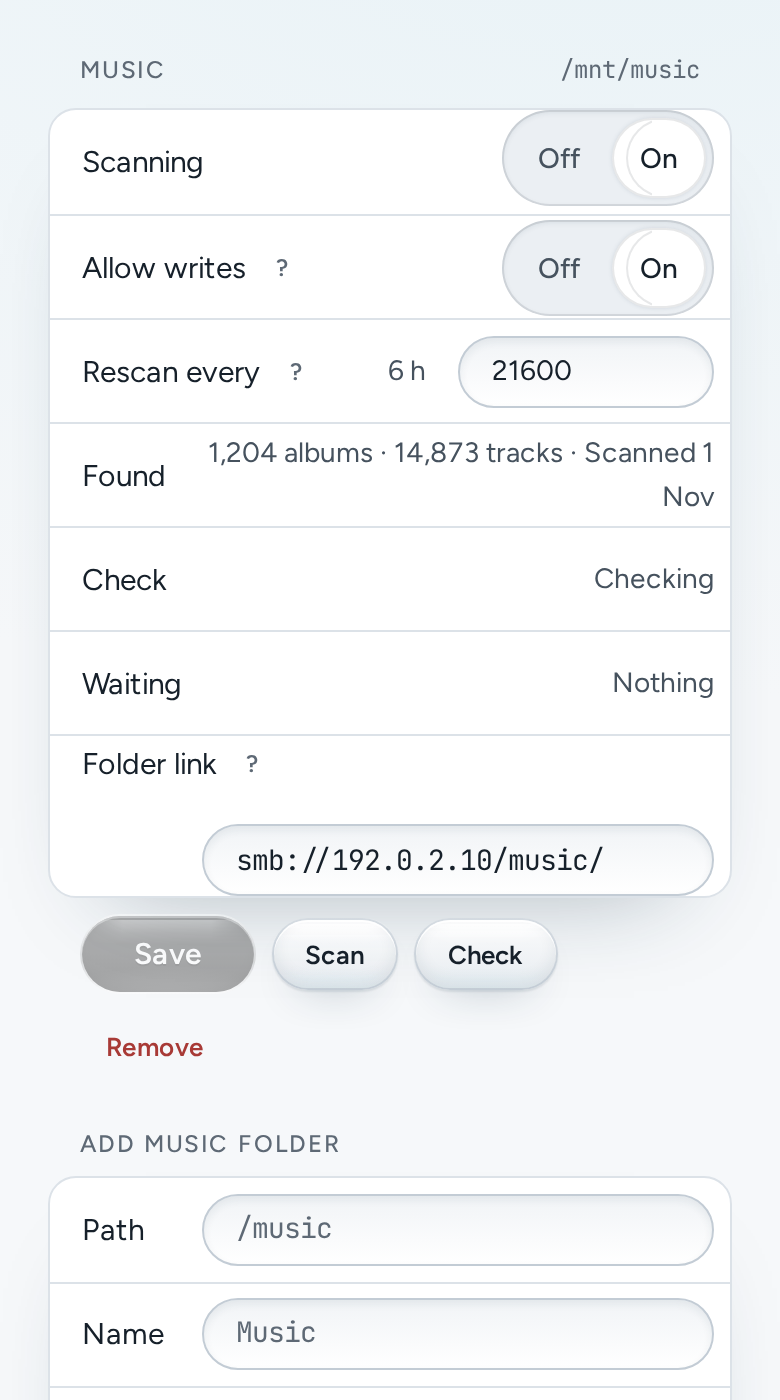 MUSIC /mnt/music
Scanning Off On
Allow writes ? Off On
Rescan every ? 6 h 21600
Found 1,204 albums · 14,873 tracks · Scanned 1
Nov
Check Checking
Waiting Nothing
Folder link ?
smb://192.0.2.10/music/
Save Scan Check
Remove
ADD MUSIC FOLDER
Path /music
Name Music